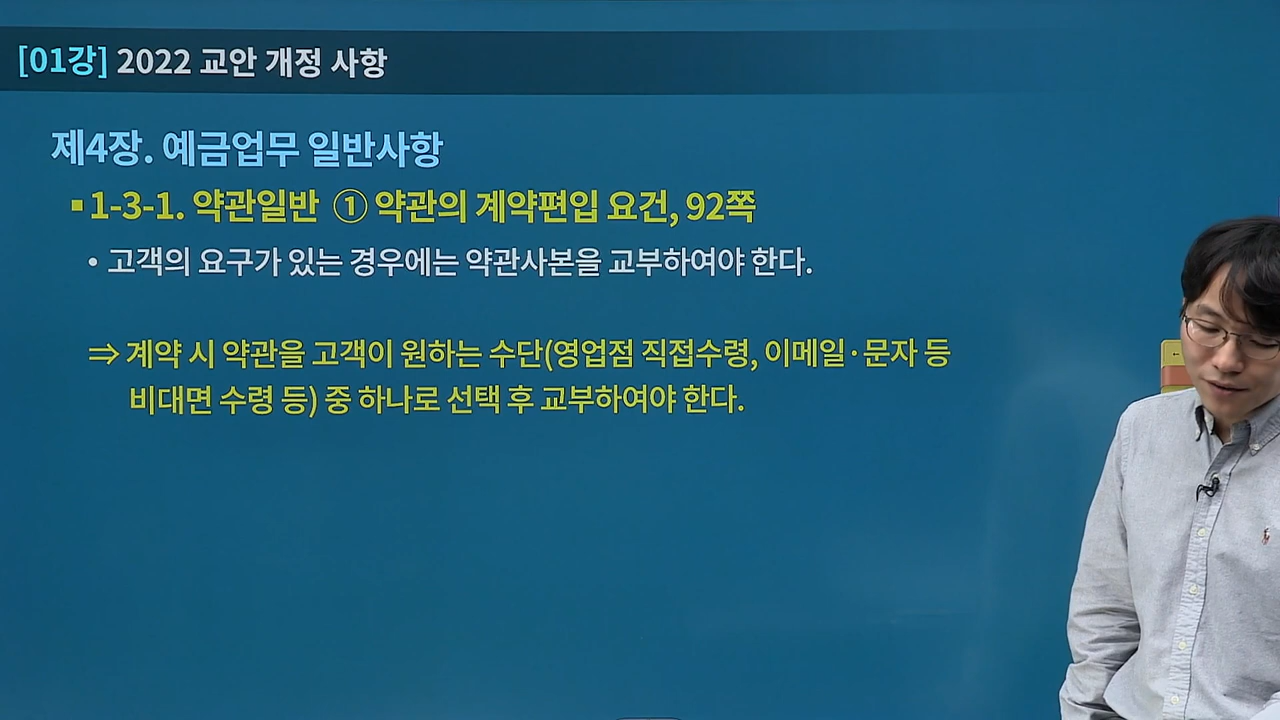 [01강] 2022 교안 개정 사항
제4장. 예금업무 일반사항
▪1-3-1. 약관일반 ① 약관의 계약편입 요건, 92쪽
• 고객의 요구가 있는 경우에는 약관사본을 교부하여야 한다.
⇒ 계약 시 약관을 고객이 원하는 수단(영업점 직접수령, 이메일·문자 등
비대면 수령 등) 중 하나로 선택 후 교부하여야 한다.